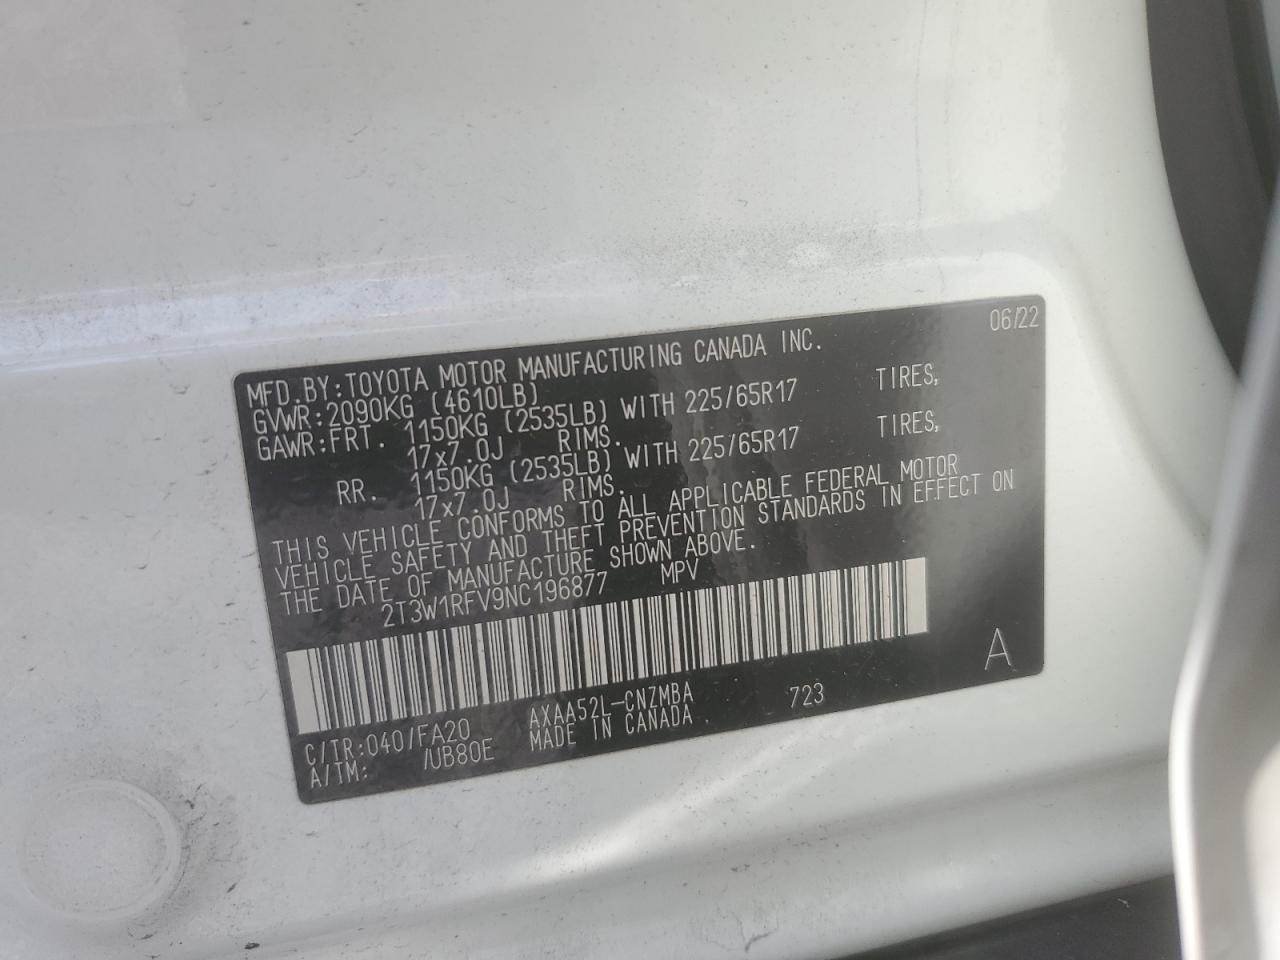 06/22
MFD.BY:TOYOTA MOTOR MANUFACTURING CANADA INC.
GVWR:2090KG (4610LB)
GAWR:FRT. 1150KG (2535LB) WITH 225/65R17 TIRES,
17x7.0J RIMS.
RR. 1150KG (2535LB) WITH 225/65R17 TIRES,
17x7.0J RIMS.
THIS VEHICLE CONFORMS TO ALL APPLICABLE FEDERAL MOTOR
VEHICLE SAFETY AND THEFT PREVENTION STANDARDS IN EFFECT ON
THE DATE OF MANUFACTURE SHOWN ABOVE.
2T3W1RFV9NC196877 MPV
C/TR:040/FA20 AXAA52L-CNZMBA 723 A
A/TM: /UB80E MADE IN CANADA